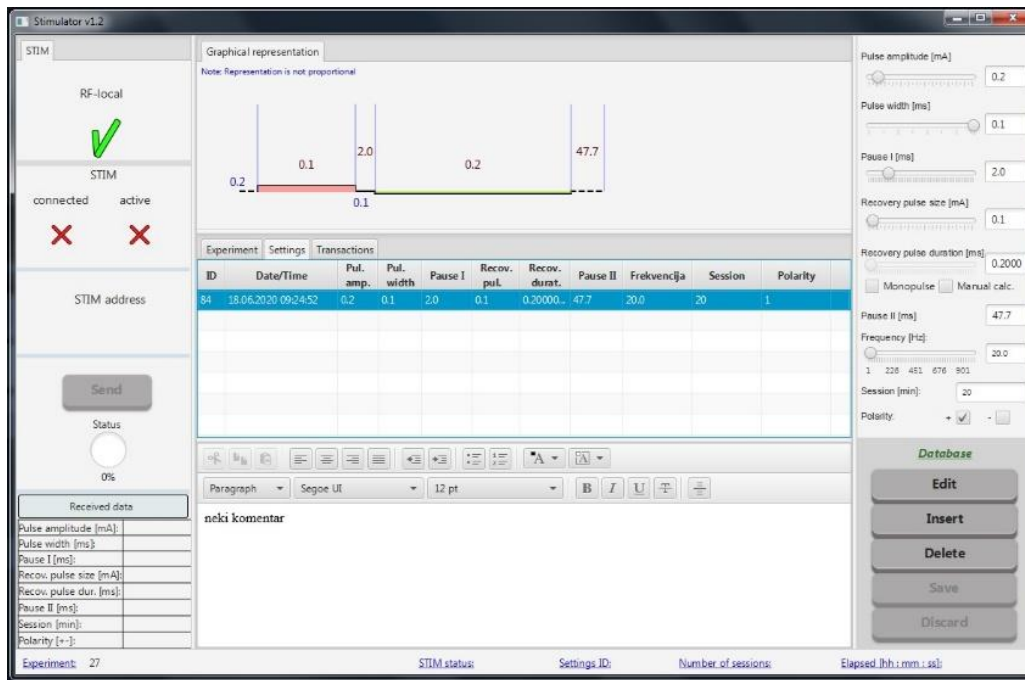 Stimulator v1.2
STIM
RF-local
STIM
connected active
STIM address
Send
Status
0%
Received data
Pulse amplitude [mA]:
Pulse width [ms]:
Pause I [ms]:
Recov. pulse size [mA]:
Recov. pulse dur. [ms]:
Pause II [ms]:
Session [min]:
Polarity [+-]:
Graphical representation
Note: Representation is not proportional
0.2
0.1
2.0
0.1
0.2
47.7
Experiment Settings Transactions
ID Date/Time Pul. amp. Pul. width Pause I Recov. pul. Recov. durat. Pause II Frekvencija Session Polarity
84 18.06.2020 09:24:52 0.2 0.1 2.0 0.1 0.20000... 47.7 20.0 20 1
Paragraph Segoe UI 12 pt B I U T
neki komentar
Pulse amplitude [mA]
0.2
Pulse width [ms]
0.1
Pause I [ms]
2.0
Recovery pulse size [mA]
0.1
Recovery pulse duration [ms]
0.2000
Monopulse Manual calc.
Pause II [ms] 47.7
Frequency [Hz]:
20.0
1 226 451 676 901
Session [min]: 20
Polarity: + -
Database
Edit
Insert
Delete
Save
Discard
Experiment: 27 STIM status: Settings ID: Number of sessions: Elapsed [hh : mm : ss]: